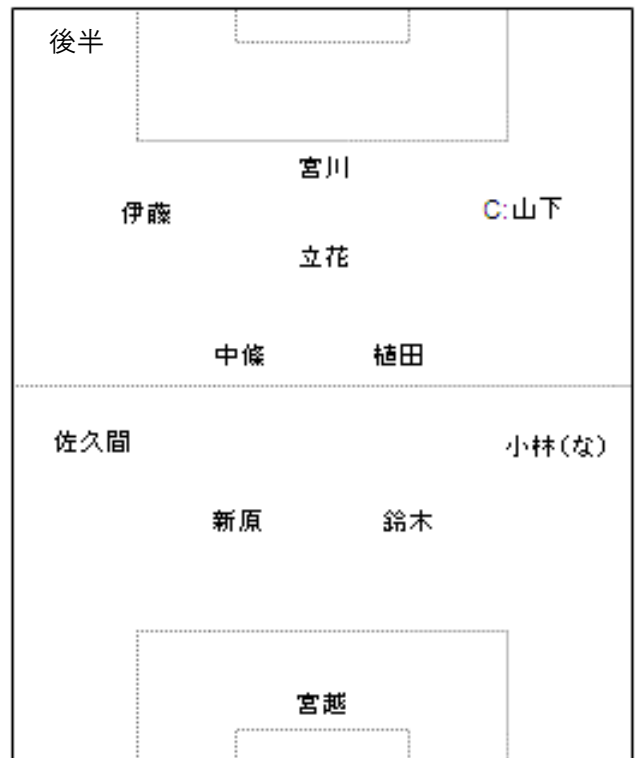 後半
宮川
伊藤 C:山下
立花
中條 植田
佐久間 小林(な)
新原 鈴木
宮越